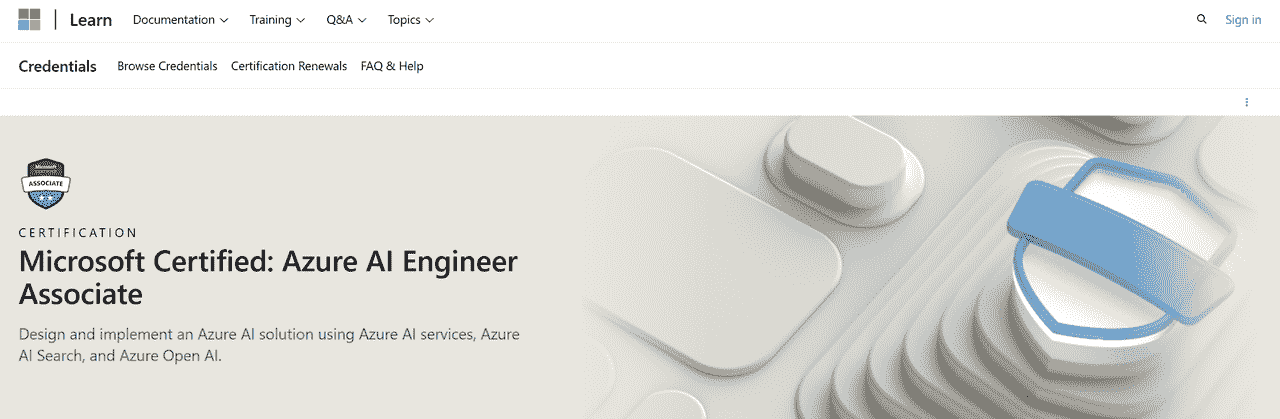 Learn Documentation Training Q&A Topics Sign in
Credentials Browse Credentials Certification Renewals FAQ & Help
Microsoft
ASSOCIATE
CERTIFICATION
Microsoft Certified: Azure AI Engineer
Associate
Design and implement an Azure AI solution using Azure AI services, Azure
AI Search, and Azure Open AI.